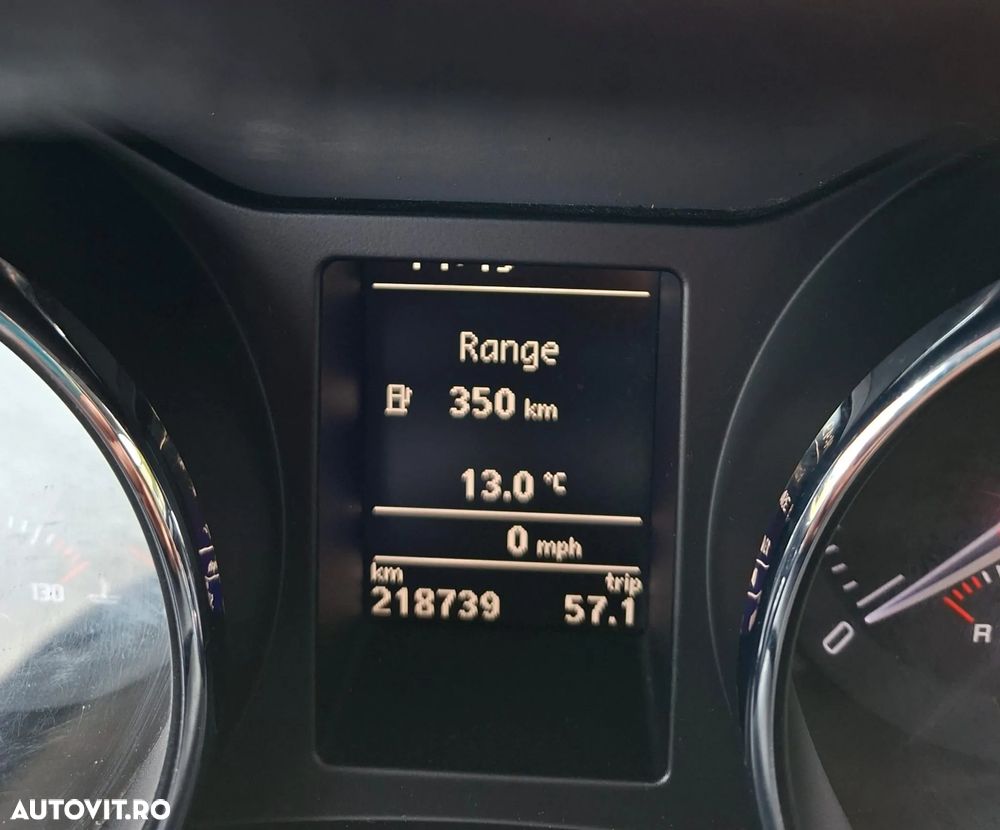 Range
350 km
13.0 °C
0 mph
km trip
218739 57.1
130
0
R
AUTOVIT.RO